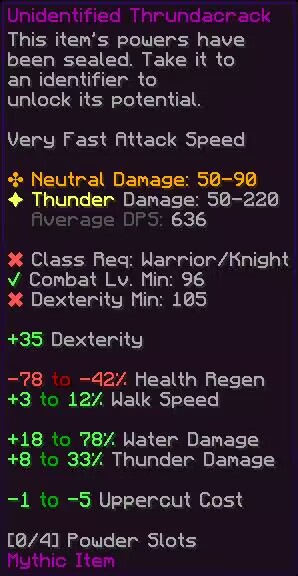 Unidentified Thrundacrack
This item's powers have
been sealed. Take it to
an identifier to
unlock its potential.
Very Fast Attack Speed
✣ Neutral Damage: 50-90
✦ Thunder Damage: 50-220
Average DPS: 636
✖ Class Req: Warrior/Knight
✓ Combat Lv. Min: 96
✖ Dexterity Min: 105
+35 Dexterity
-78 to -42% Health Regen
+3 to 12% Walk Speed
+18 to 78% Water Damage
+8 to 33% Thunder Damage
-1 to -5 Uppercut Cost
[0/4] Powder Slots
Mythic Item